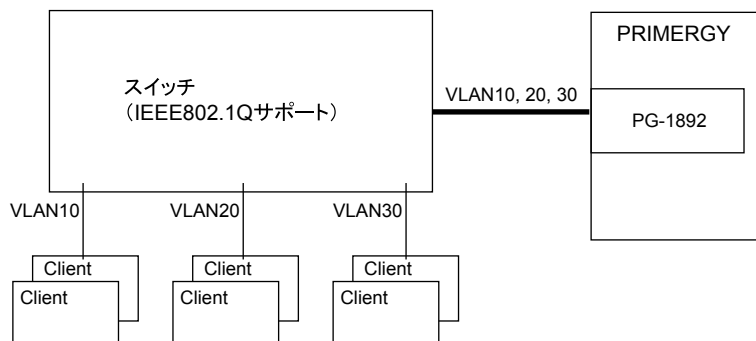 PRIMERGY
スイッチ
（IEEE802.1Qサポート）
VLAN10, 20, 30
PG-1892
VLAN10
VLAN20
VLAN30
Client
Client
Client
Client
Client
Client